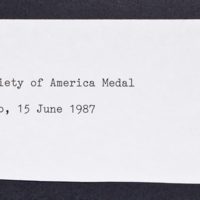 iety of America Medal
o, 15 June 1987